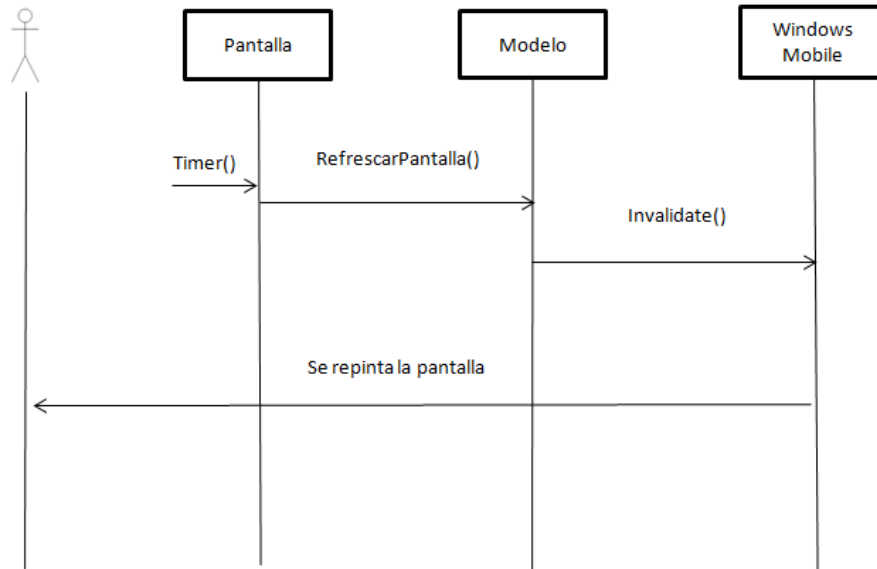 Pantalla
Modelo
Windows
Mobile
Timer()
RefrescarPantalla()
Invalidate()
Se repinta la pantalla